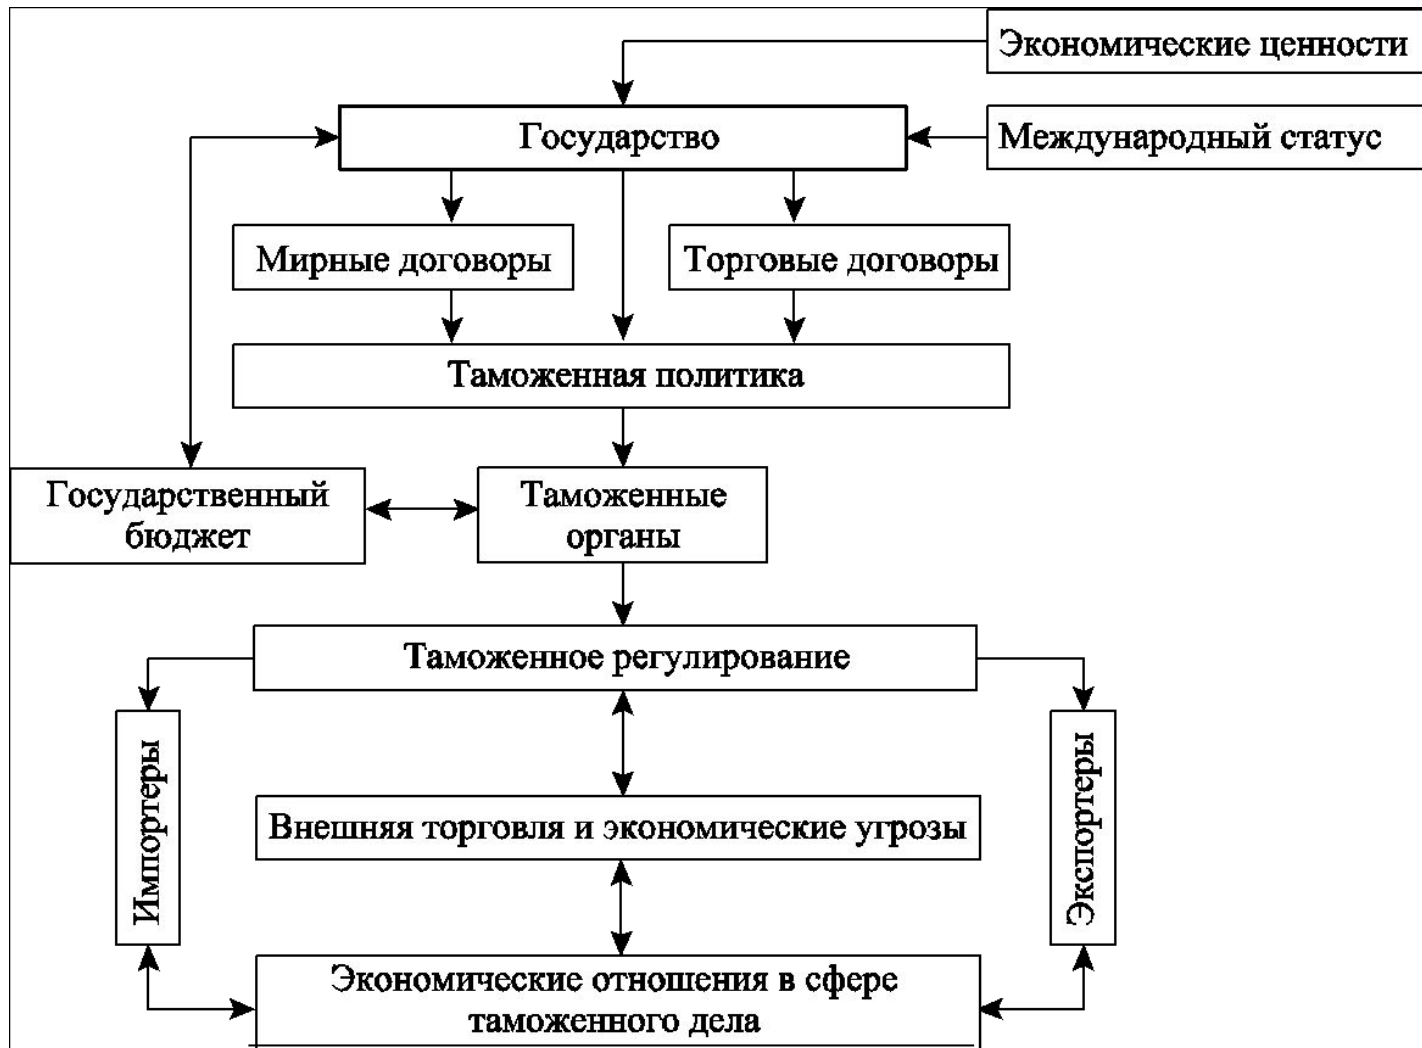 Экономические ценности
Государство
Международный статус
Мирные договоры
Торговые договоры
Таможенная политика
Государственный
бюджет
Таможенные
органы
Таможенное регулирование
Импортеры
Внешняя торговля и экономические угрозы
Экспортеры
Экономические отношения в сфере
таможенного дела